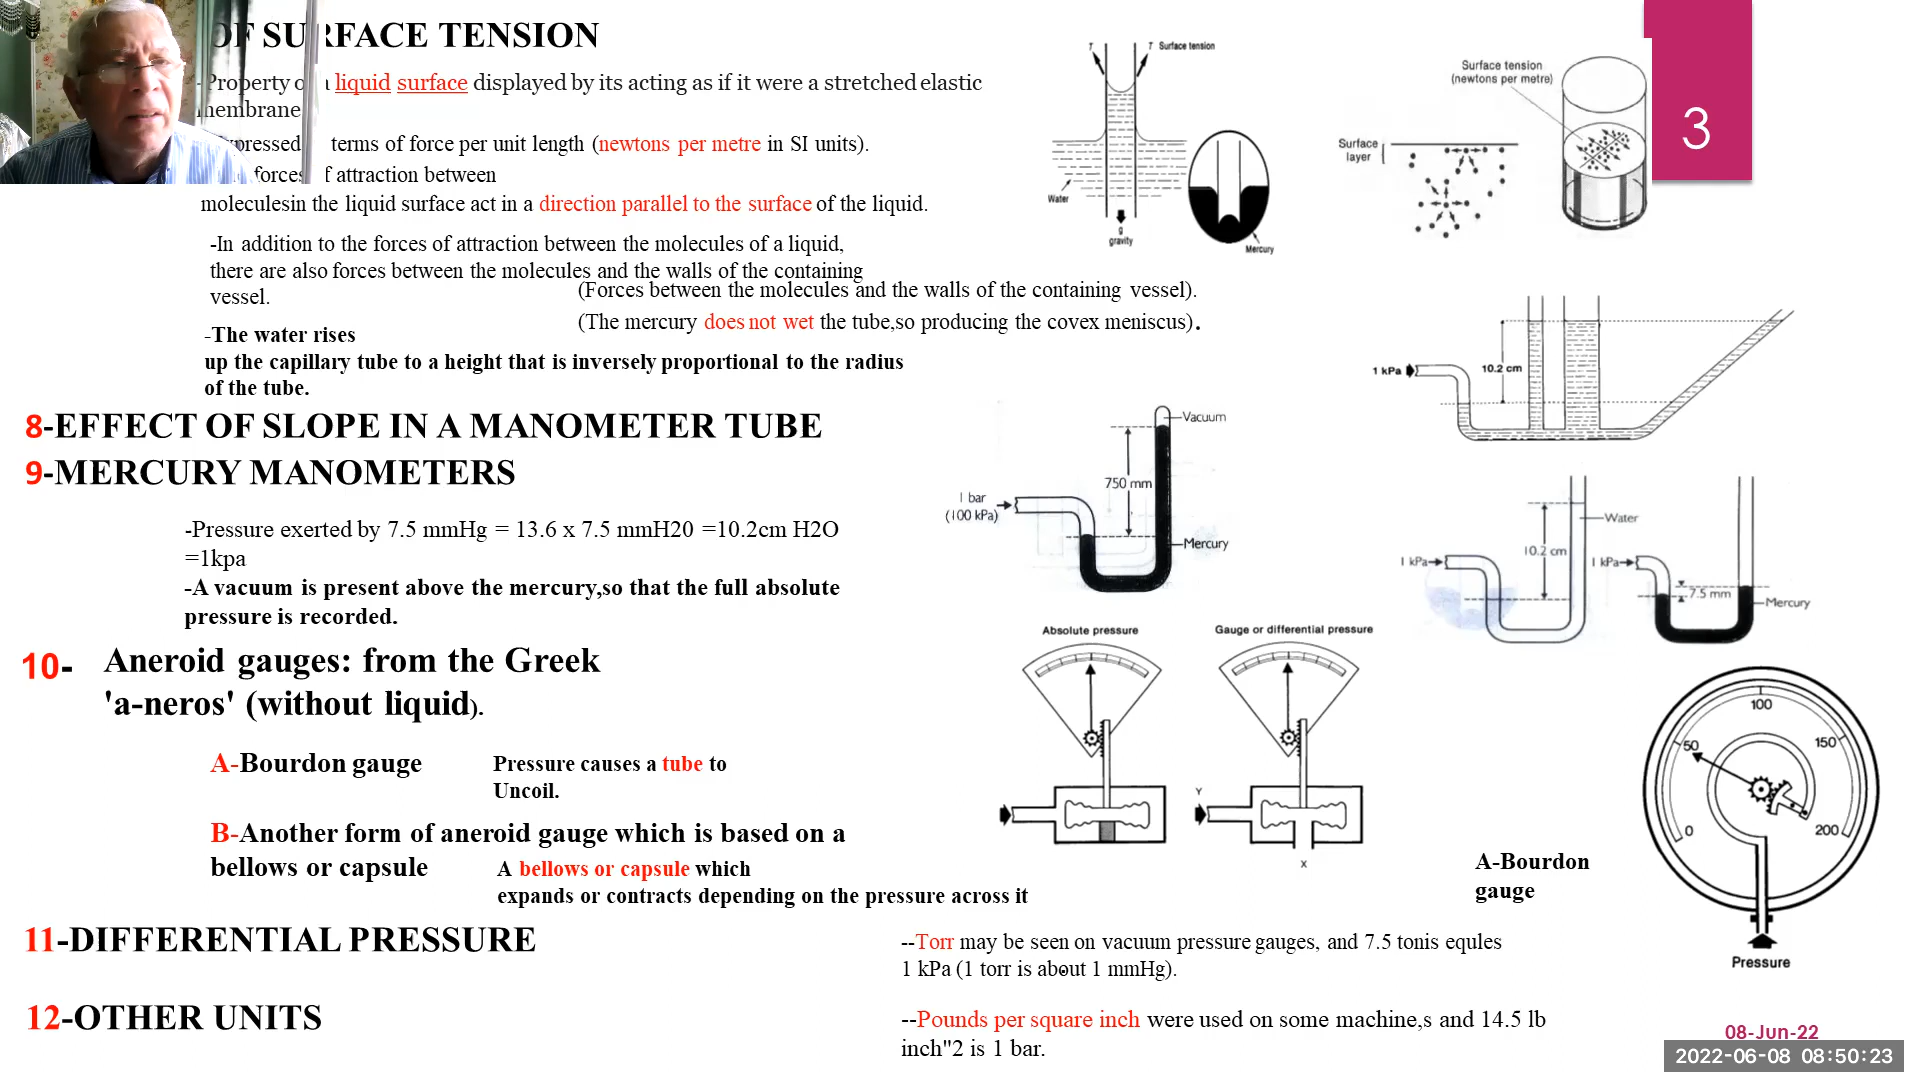 OF SURFACE TENSION
-Property o liquid surface displayed by its acting as if it were a stretched elastic
membrane
pressed terms of force per unit length (newtons per metre in SI units).
forces f attraction between
moleculesin the liquid surface act in a direction parallel to the surface of the liquid.
-In addition to the forces of attraction between the molecules of a liquid,
there are also forces between the molecules and the walls of the containing
vessel.
(Forces between the molecules and the walls of the containing vessel).
(The mercury does not wet the tube,so producing the covex meniscus).
-The water rises
up the capillary tube to a height that is inversely proportional to the radius
of the tube.
8-EFFECT OF SLOPE IN A MANOMETER TUBE
9-MERCURY MANOMETERS
-Pressure exerted by 7.5 mmHg = 13.6 x 7.5 mmH20 =10.2cm H2O
=1kpa
-A vacuum is present above the mercury,so that the full absolute
pressure is recorded.
10- Aneroid gauges: from the Greek
'a-neros' (without liquid).
A-Bourdon gauge
Pressure causes a tube to
Uncoil.
B-Another form of aneroid gauge which is based on a
bellows or capsule
A bellows or capsule which
expands or contracts depending on the pressure across it
11-DIFFERENTIAL PRESSURE
12-OTHER UNITS
--Torr may be seen on vacuum pressure gauges, and 7.5 tonis equles
1 kPa (1 torr is about 1 mmHg).
--Pounds per square inch were used on some machine,s and 14.5 lb
inch"2 is 1 bar.
T T Surface tension
Water
g
gravity
Mercury
Surface tension
(newtons per metre)
Surface
layer
3
1 kPa
10.2 cm
Vacuum
750 mm
1 bar
(100 kPa)
Mercury
Water
10.2 cm
1 kPa
1 kPa
7.5 mm
Mercury
Absolute pressure
Gauge or differential pressure
Y
X
0
50
100
150
200
Pressure
A-Bourdon
gauge
08-Jun-22
2022-06-08 08:50:23